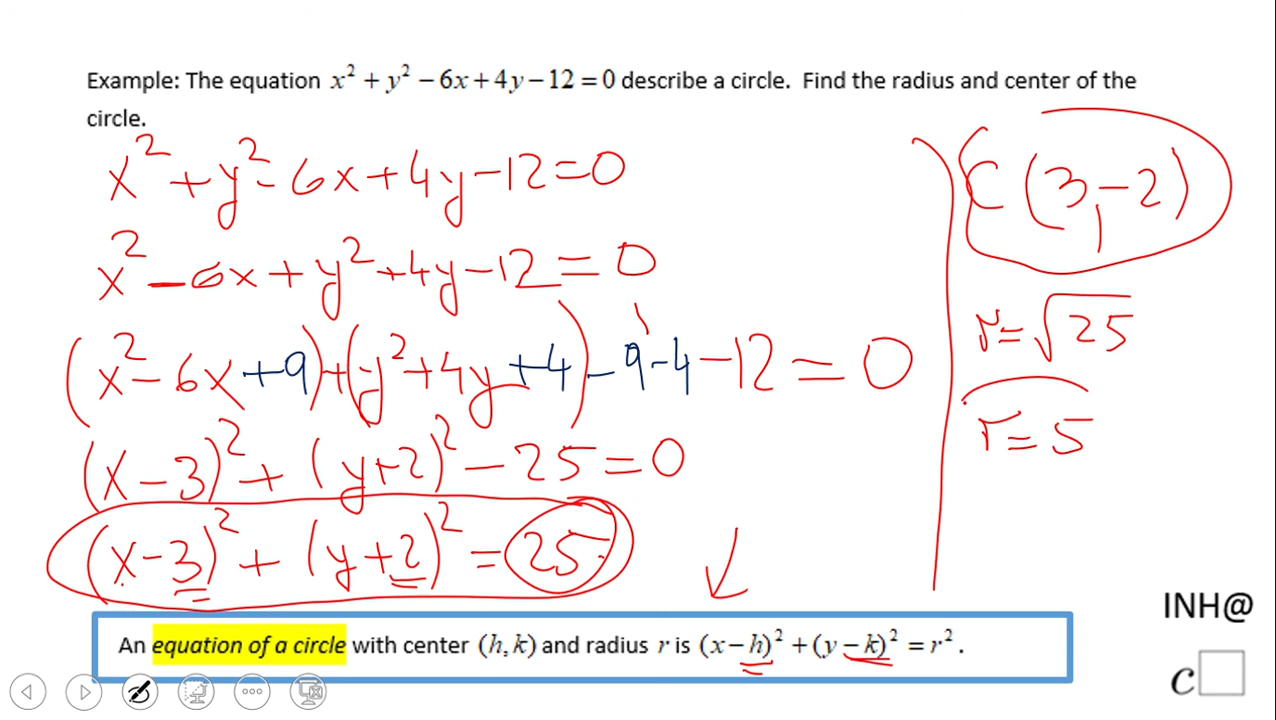 Example: The equation x² + y² − 6x + 4y − 12 = 0 describe a circle. Find the radius and center of the
circle.
x² + y² - 6x + 4y - 12 = 0
x² - 6x + y² + 4y - 12 = 0
(x² - 6x + 9) + (y² + 4y + 4) - 9 - 4 - 12 = 0
(x - 3)² + (y + 2)² - 25 = 0
(x - 3)² + (y + 2)² = 25
C (3, -2)
r = √25
r = 5
An equation of a circle with center (h, k) and radius r is (x − h)² + (y − k)² = r².
INH@
c